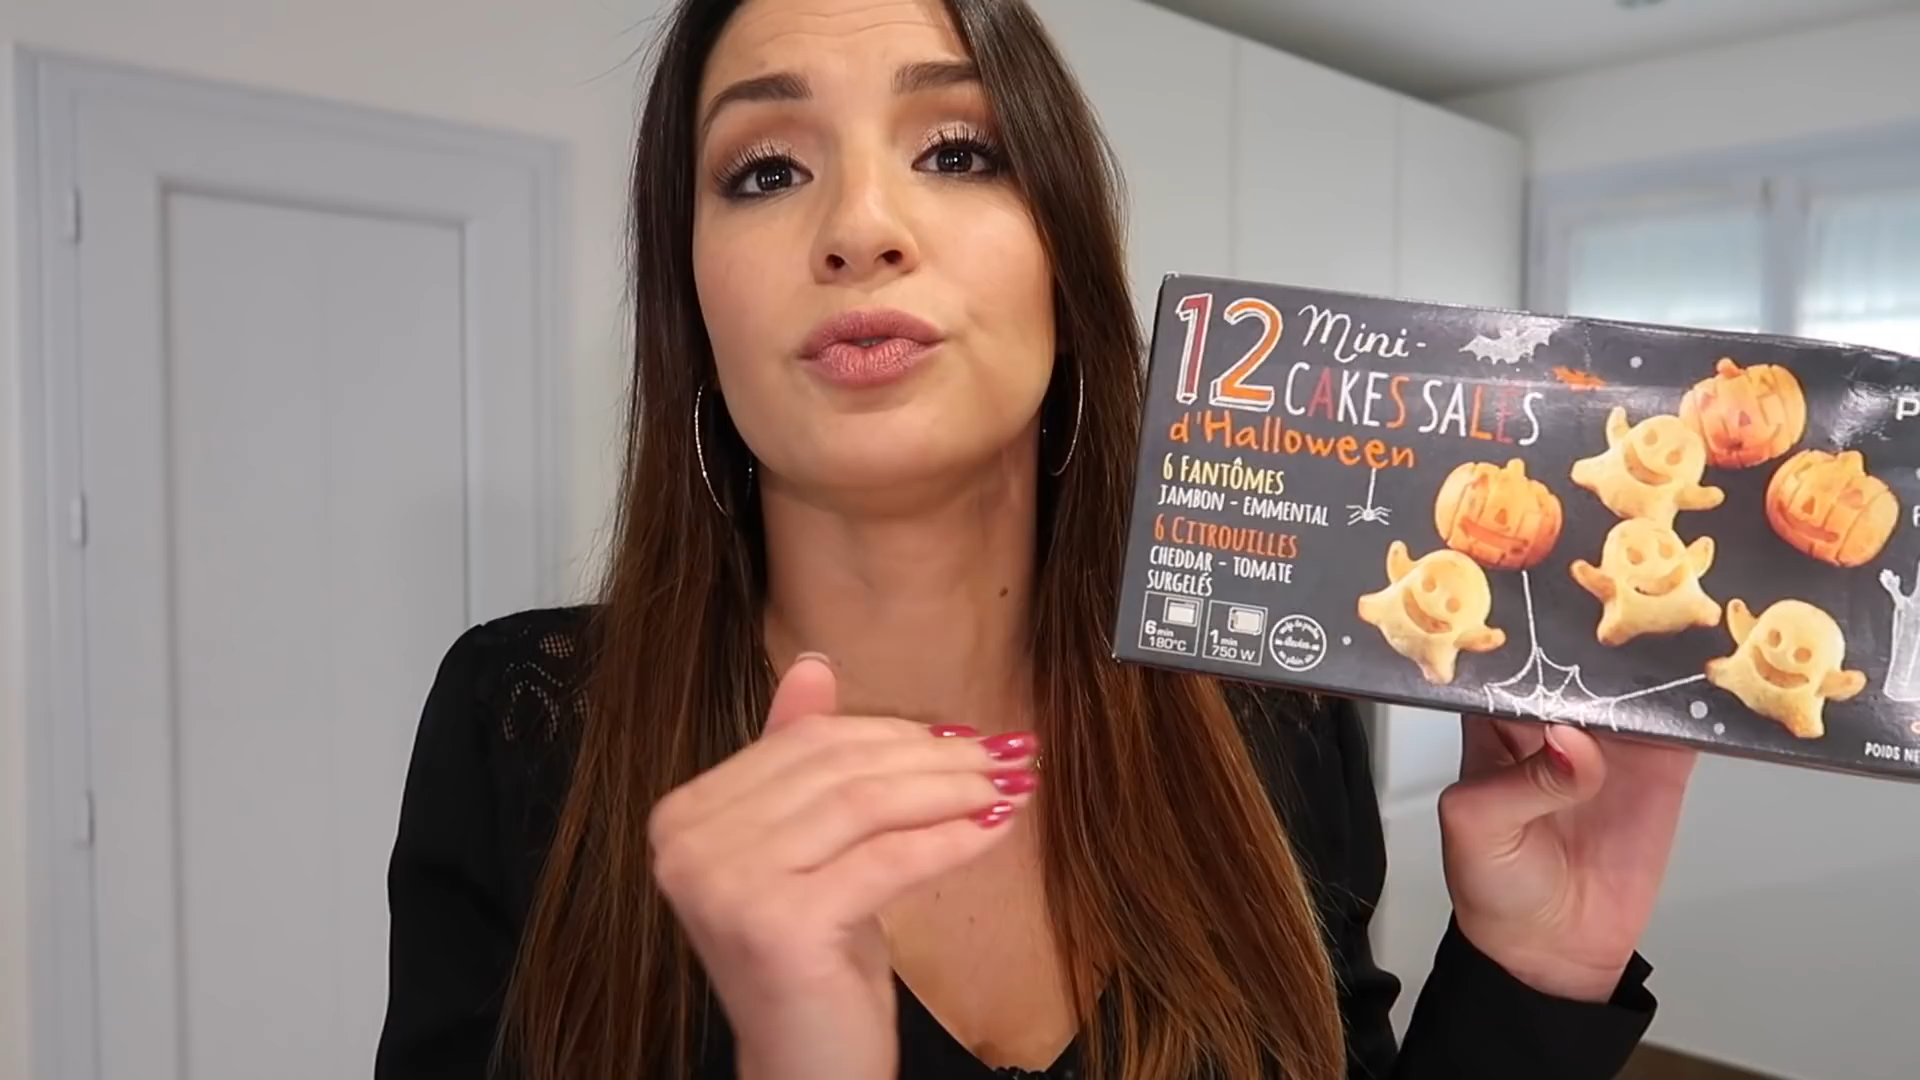 12 Mini-
CAKES SALÉS
d'Halloween
6 FANTÔMES
JAMBON - EMMENTAL
6 CITROUILLES
CHEDDAR - TOMATE
SURGELÉS
6 min
180°C
1 min
750 W
POIDS NE